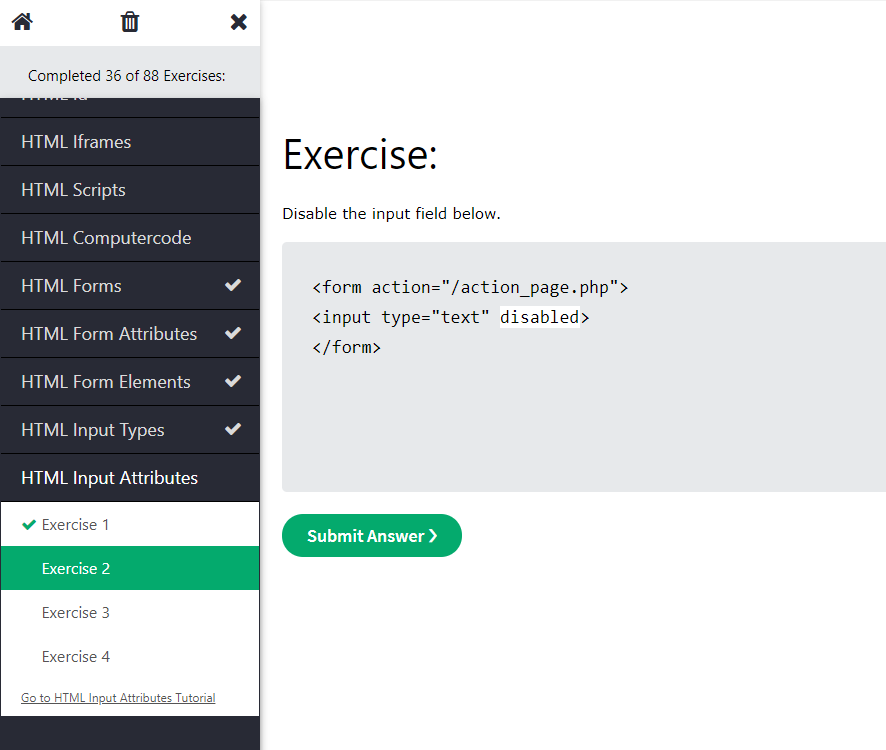 Completed 36 of 88 Exercises:
HTML Id
HTML Iframes
HTML Scripts
HTML Computercode
HTML Forms
HTML Form Attributes
HTML Form Elements
HTML Input Types
HTML Input Attributes
Exercise 1
Exercise 2
Exercise 3
Exercise 4
Go to HTML Input Attributes Tutorial
Exercise:
Disable the input field below.
<form action="/action_page.php">
<input type="text" disabled>
</form>
Submit Answer ❯